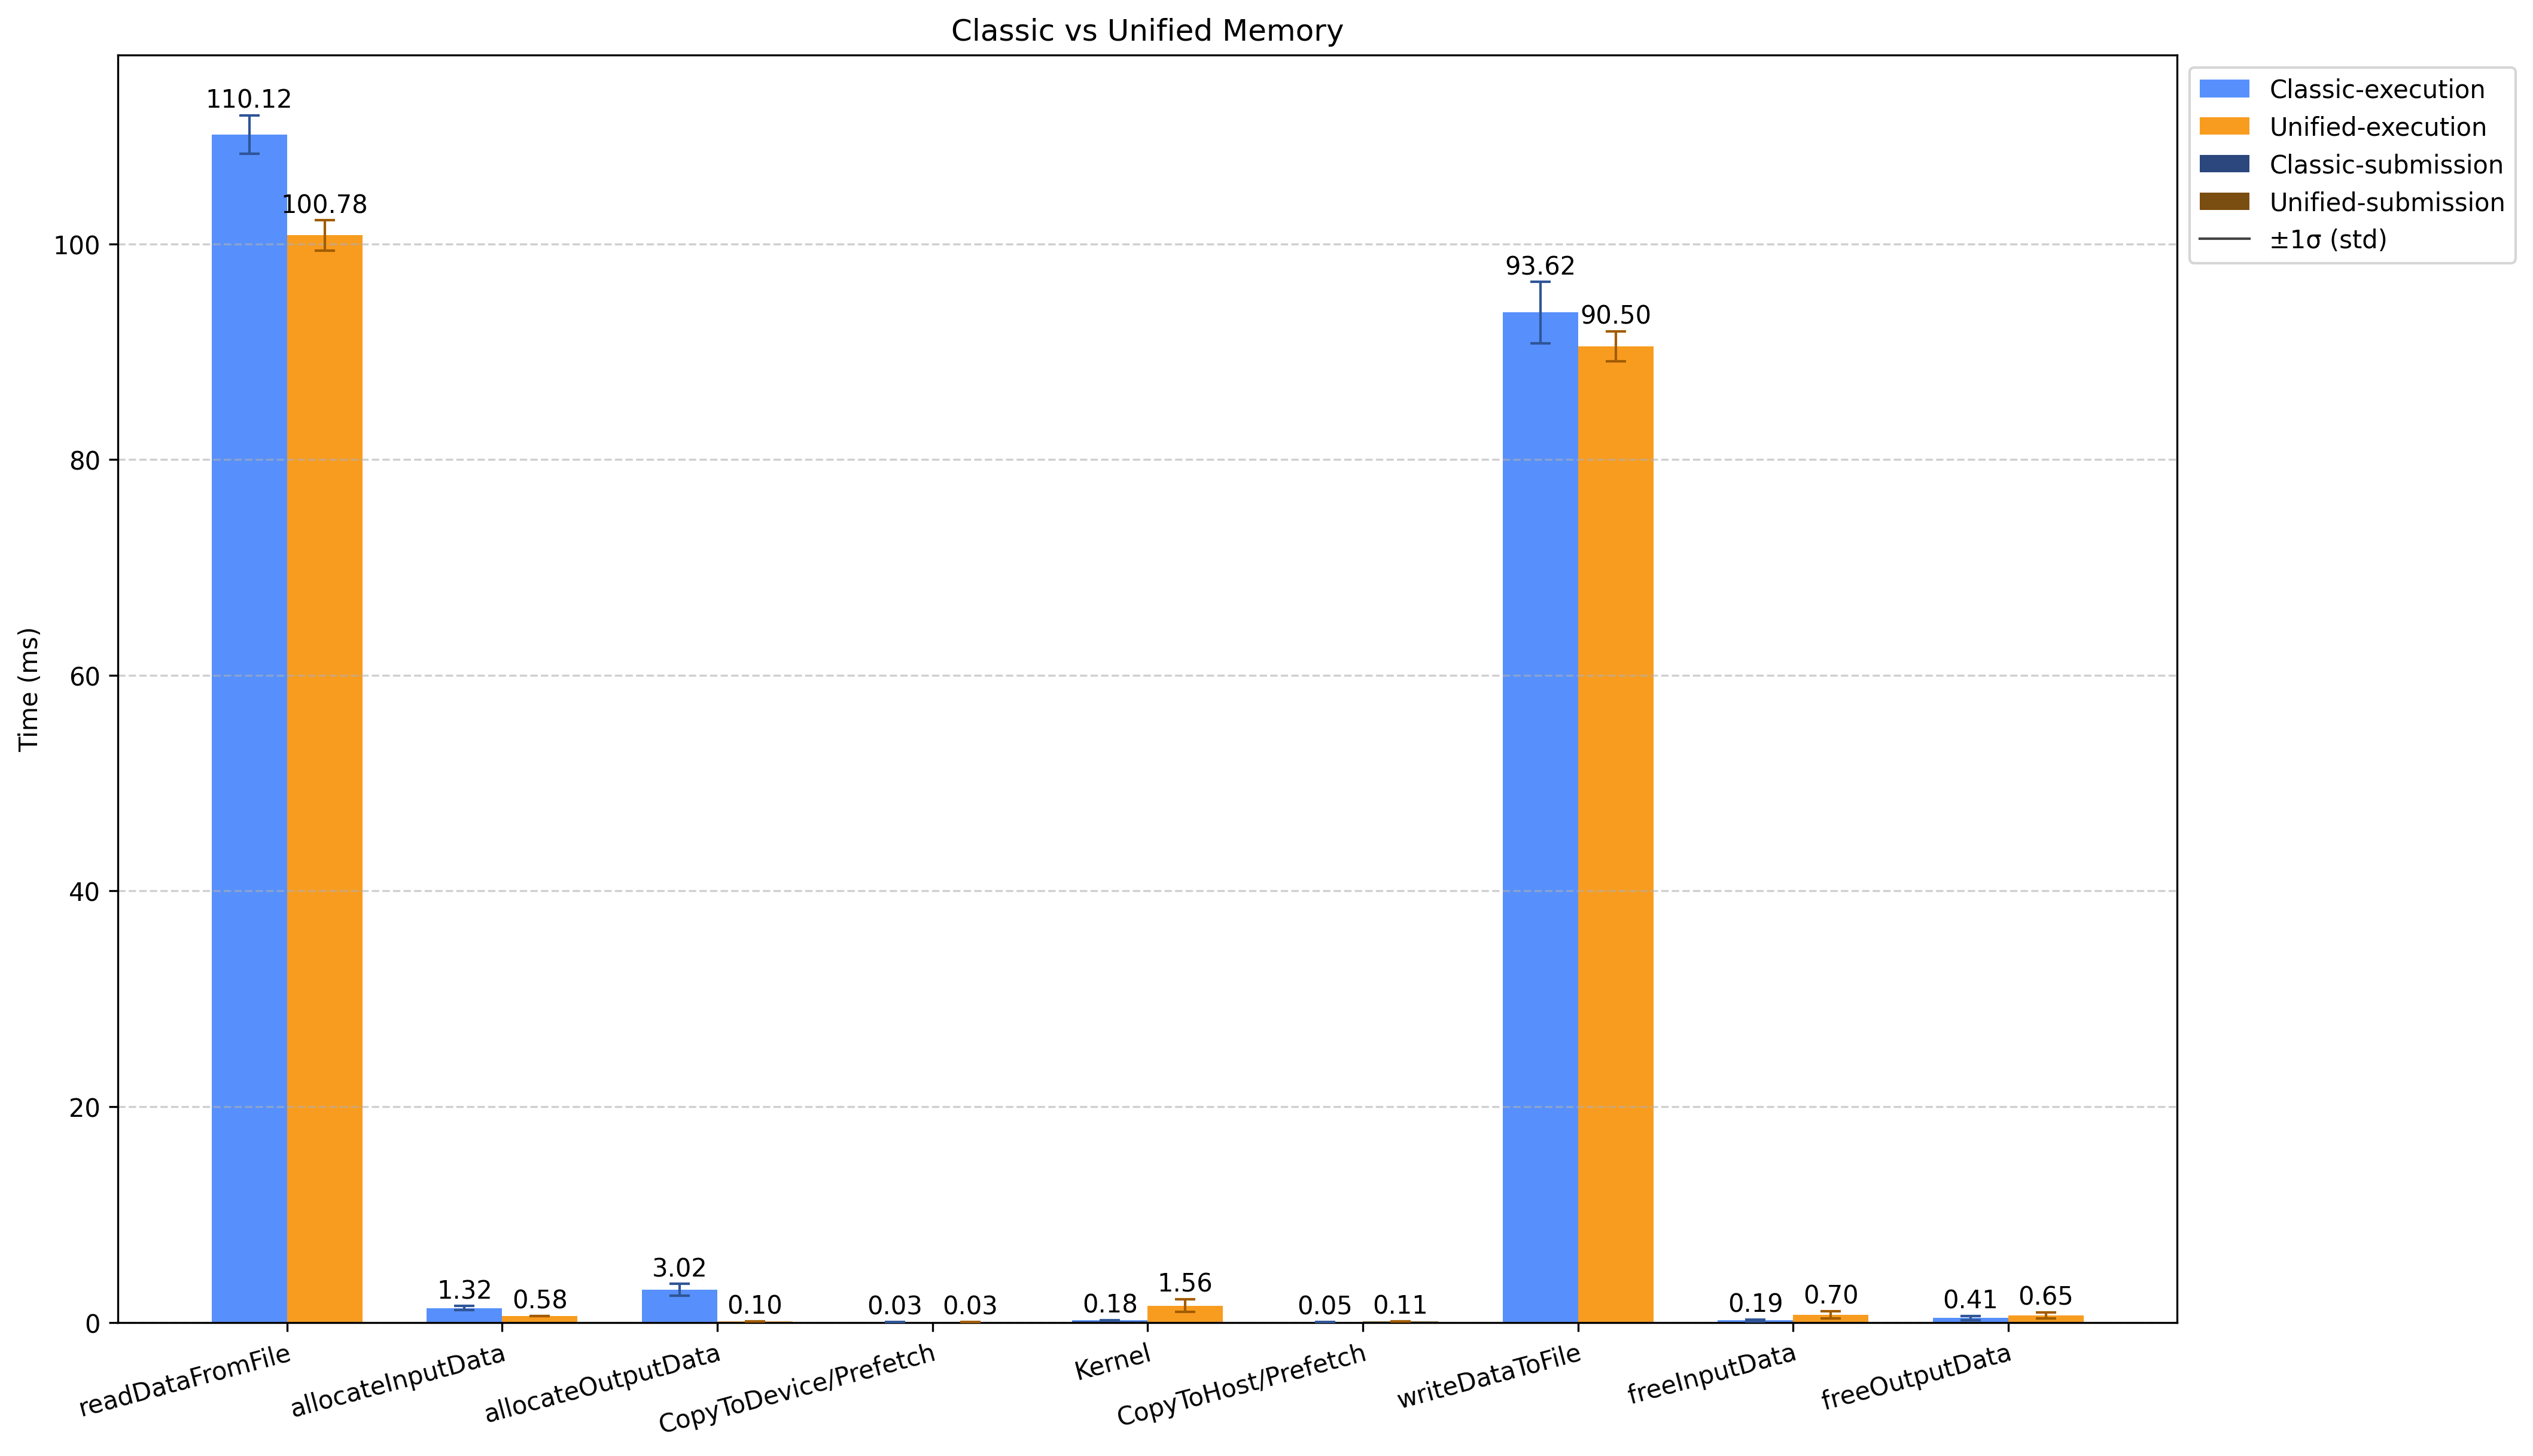 Classic vs Unified Memory
Classic-execution
Unified-execution
Classic-submission
Unified-submission
±1σ (std)
Time (ms)
100
80
60
40
20
0
110.12
100.78
1.32
0.58
3.02
0.10
0.03
0.03
0.18
1.56
0.05
0.11
93.62
90.50
0.19
0.70
0.41
0.65
readDataFromFile
allocateInputData
allocateOutputData
CopyToDevice/Prefetch
Kernel
CopyToHost/Prefetch
writeDataToFile
freeInputData
freeOutputData